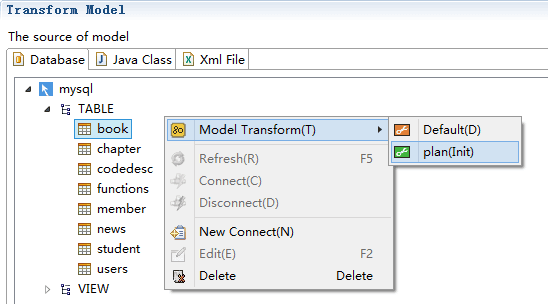 Transform Model
The source of model
Database
Java Class
Xml File
mysql
TABLE
book
chapter
codedesc
functions
member
news
student
users
VIEW
Model Transform(T)
Refresh(R) F5
Connect(C)
Disconnect(D)
New Connect(N)
Edit(E) F2
Delete Delete
Default(D)
plan(Init)